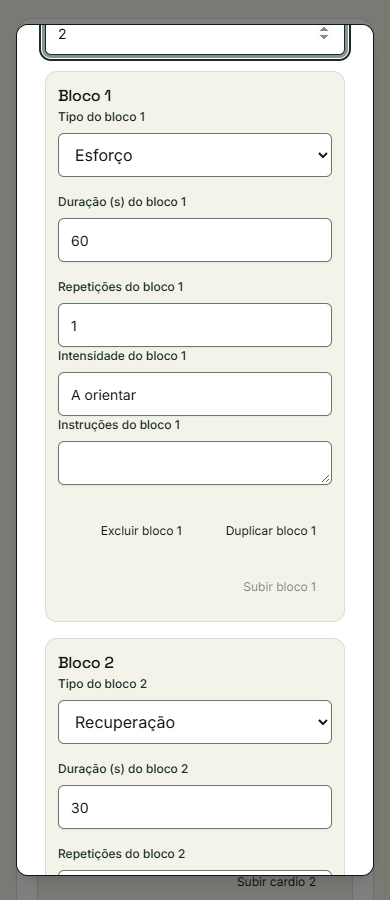 2
Bloco 1
Tipo do bloco 1
Esforço
Duração (s) do bloco 1
60
Repetições do bloco 1
1
Intensidade do bloco 1
A orientar
Instruções do bloco 1
Excluir bloco 1 Duplicar bloco 1
Subir bloco 1
Bloco 2
Tipo do bloco 2
Recuperação
Duração (s) do bloco 2
30
Repetições do bloco 2
Subir cardio 2